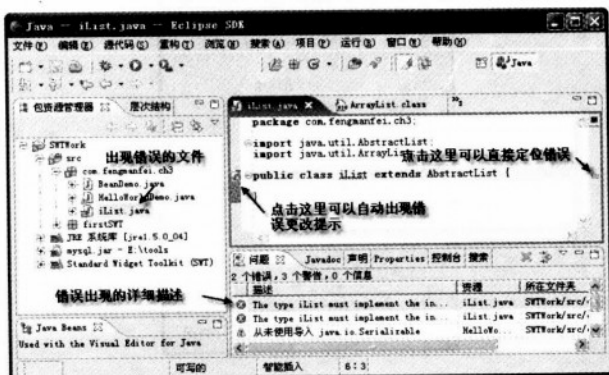 Java -- iList.java -- Eclipse SDK
文件(F) 编辑(E) 源代码(S) 重构(T) 浏览(N) 搜索(A) 项目(P) 运行(R) 窗口(W) 帮助(H)
Java
包资源管理器 层次结构
SWTWork
src
出现错误的文件
com.fengmanfei.ch3
BeanDemo.java
HelloWorldDemo.java
iList.java
firstSWT
JRE 系统库 [jre1.5.0_04]
mysql.jar - E:\tools
Standard Widget Toolkit (SWT)
错误出现的详细描述
Java Beans
Used with the Visual Editor for Java
iList.java ArrayList.class
package com.fengmanfei.ch3;
import java.util.AbstractList;
import java.util.ArrayList
点击这里可以直接定位错误
public class iList extends AbstractList {
}
点击这里可以自动出现错
误更改提示
问题 Javadoc 声明 Properties 控制台 搜索
2 个错误，3 个警告，0 个信息
描述 资源 所在文件夹
The type iList must implement the in... iList.java SWTWork/src/
The type iList must implement the in... iList.java SWTWork/src/
从未使用导入 java.io.Serializable HelloWo... SWTWork/src/
可写的 智能插入 6:3